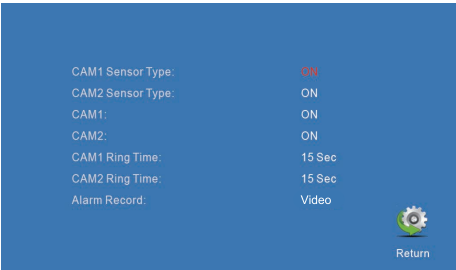 CAM1 Sensor Type: ON
CAM2 Sensor Type: ON
CAM1: ON
CAM2: ON
CAM1 Ring Time: 15 Sec
CAM2 Ring Time: 15 Sec
Alarm Record: Video
Return